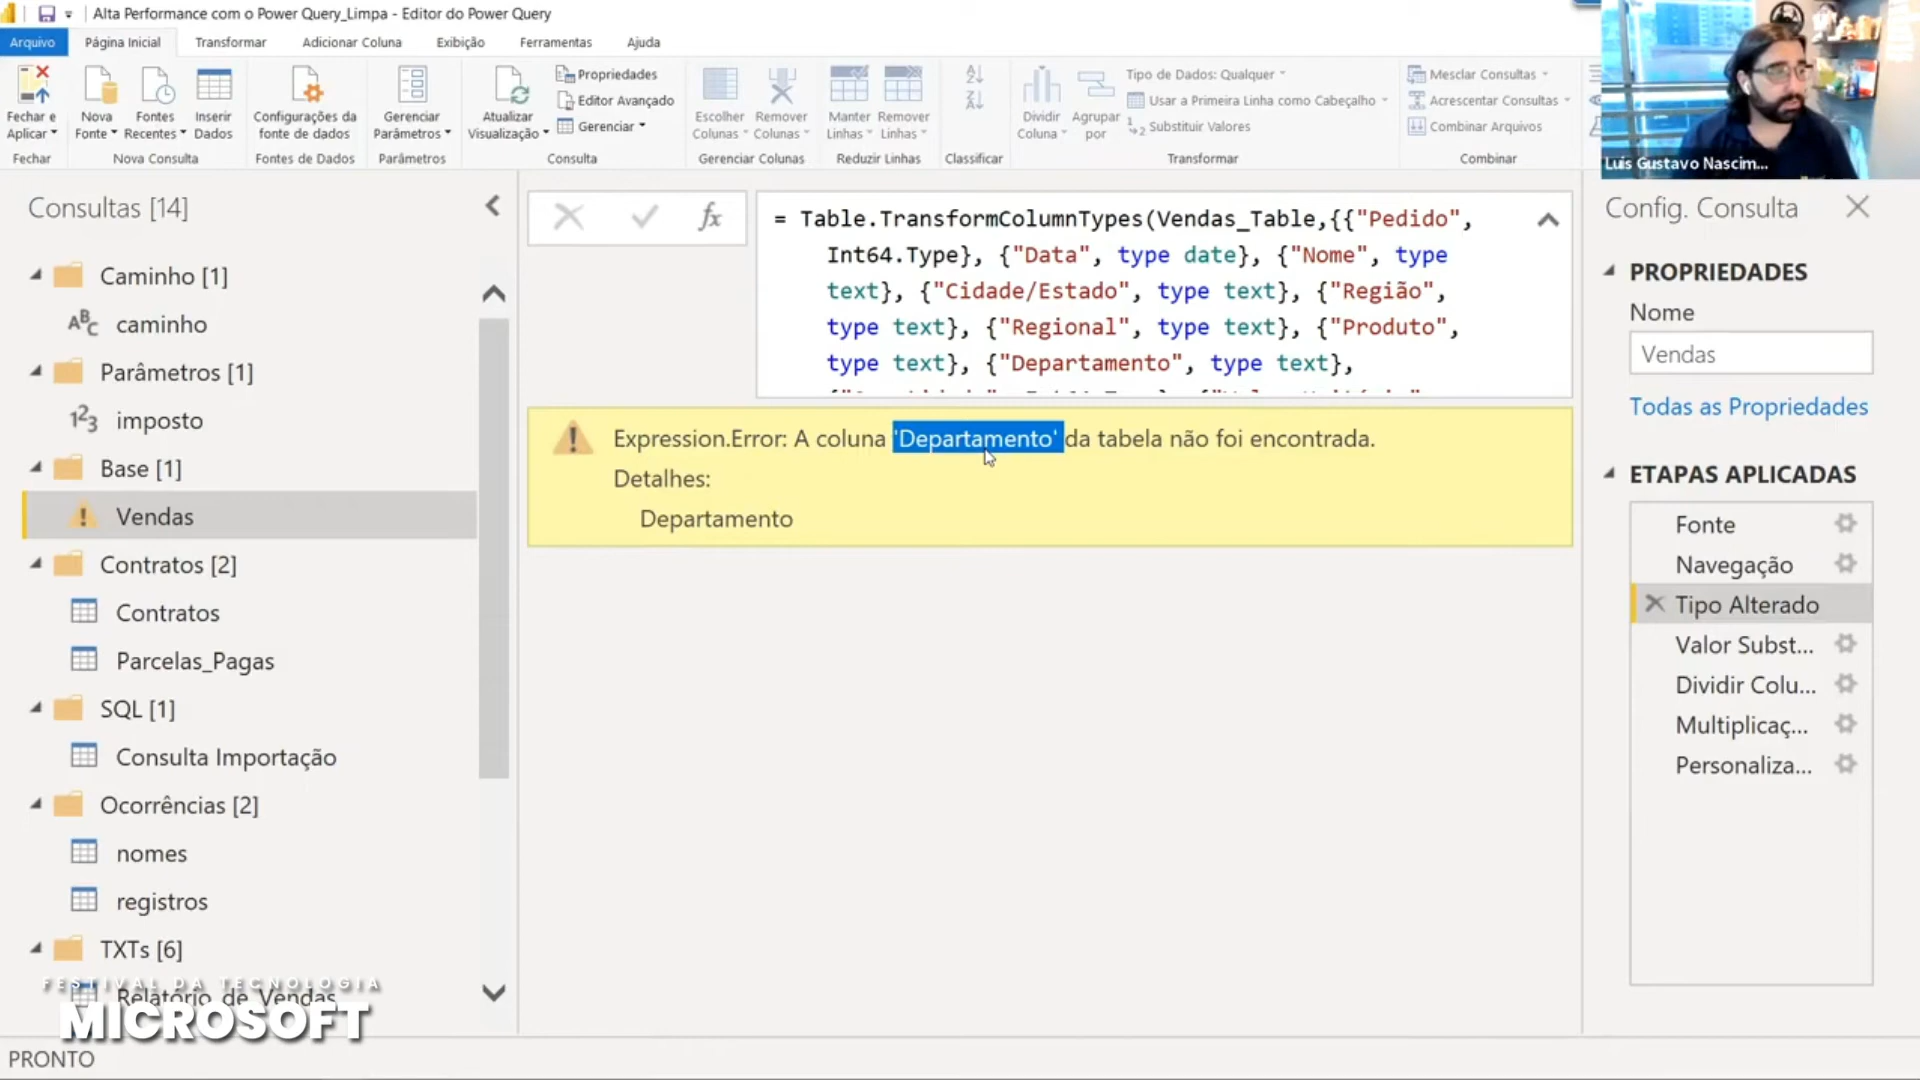 Alta Performance com o Power Query_Limpa - Editor do Power Query
Arquivo Página Inicial Transformar Adicionar Coluna Exibição Ferramentas Ajuda
Fechar e Aplicar
Fechar
Nova Fonte
Fontes Recentes
Inserir Dados
Nova Consulta
Configurações da fonte de dados
Fontes de Dados
Gerenciar Parâmetros
Parâmetros
Atualizar Visualização
Propriedades
Editor Avançado
Gerenciar
Consulta
Escolher Colunas
Remover Colunas
Gerenciar Colunas
Manter Linhas
Remover Linhas
Reduzir Linhas
Classificar
Dividir Coluna
Agrupar por
Tipo de Dados: Qualquer
Usar a Primeira Linha como Cabeçalho
Substituir Valores
Transformar
Mesclar Consultas
Acrescentar Consultas
Combinar Arquivos
Combinar
Luis Gustavo Nascim...
Consultas [14]
Caminho [1]
caminho
Parâmetros [1]
imposto
Base [1]
Vendas
Contratos [2]
Contratos
Parcelas_Pagas
SQL [1]
Consulta Importação
Ocorrências [2]
nomes
registros
TXTs [6]
Relatório_de_Vendas
FESTIVAL DA TECNOLOGIA
MICROSOFT
PRONTO
= Table.TransformColumnTypes(Vendas_Table,{{"Pedido",
Int64.Type}, {"Data", type date}, {"Nome", type
text}, {"Cidade/Estado", type text}, {"Região",
type text}, {"Regional", type text}, {"Produto",
type text}, {"Departamento", type text},
Expression.Error: A coluna 'Departamento' da tabela não foi encontrada.
Detalhes:
Departamento
Config. Consulta
PROPRIEDADES
Nome
Vendas
Todas as Propriedades
ETAPAS APLICADAS
Fonte
Navegação
Tipo Alterado
Valor Subst...
Dividir Colu...
Multiplicaç...
Personaliza...